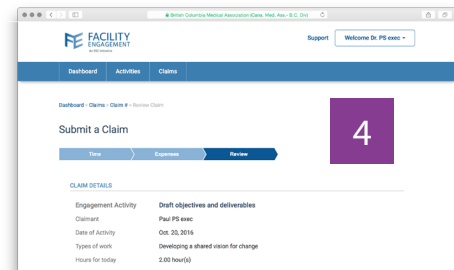 British Columbia Medical Association (Cana. Med. Ass - B.C. Div)
FACILITY
ENGAGEMENT
Support
Welcome Dr. PS exec
Dashboard Activities Claims
Dashboard > Claims > Claim # > Review Claim
Submit a Claim
4
Time Expenses Review
CLAIM DETAILS
Engagement Activity Draft objectives and deliverables
Claimant Paul PS exec
Date of Activity Oct. 20, 2016
Types of work Developing a shared vision for change
Hours for today 2.00 hour(s)